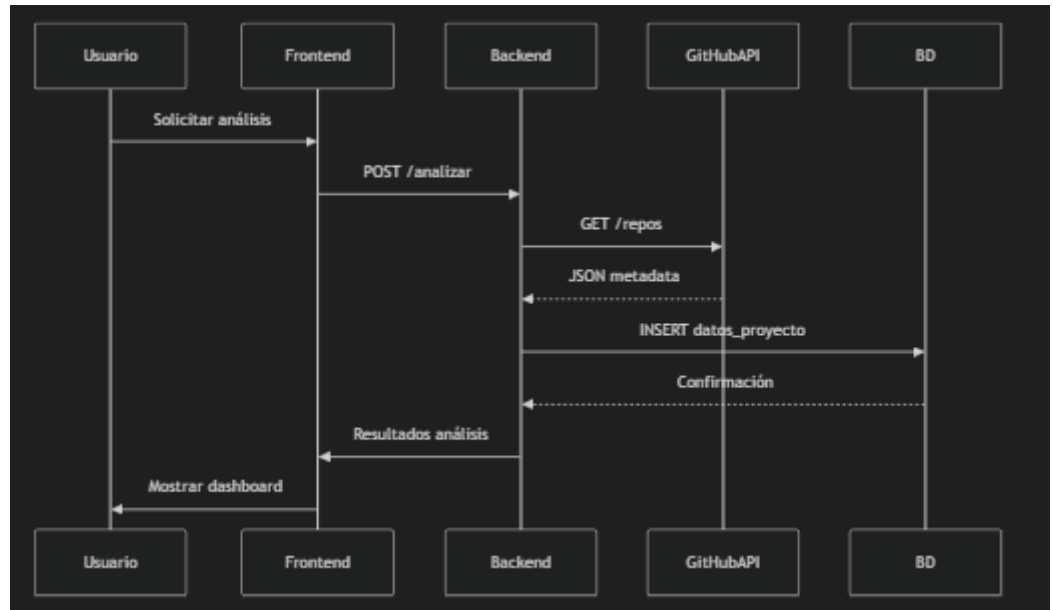 Usuario
Frontend
Backend
GitHubAPI
BD
Solicitar análisis
POST /analizar
GET /repos
JSON metadata
INSERT datos_proyecto
Confirmación
Resultados análisis
Mostrar dashboard
Usuario
Frontend
Backend
GitHubAPI
BD